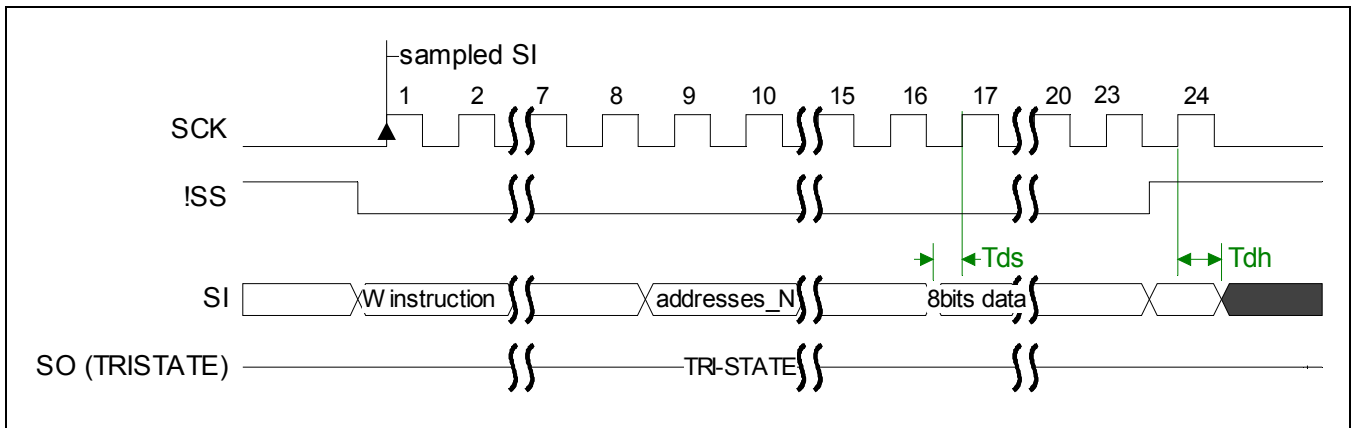 sampled SI
1 2 7 8 9 10 15 16 17 20 23 24
SCK
!SS
Tds Tdh
SI W instruction addresses_N 8bits data
SO (TRISTATE) TRI-STATE